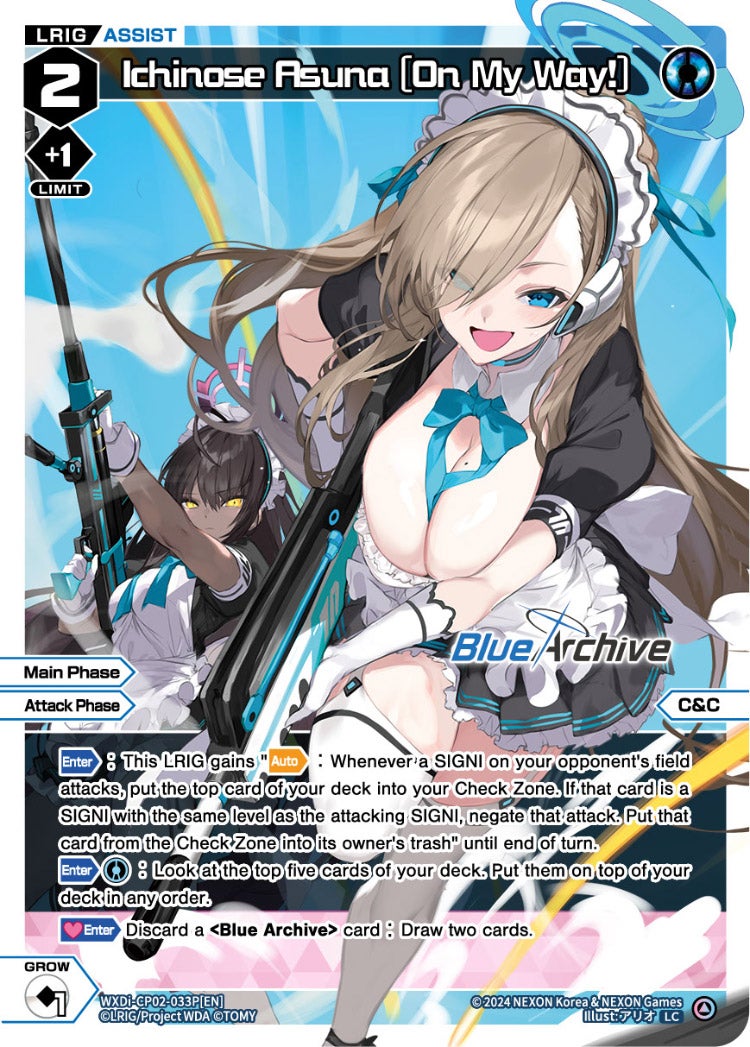 LRIG ASSIST
2 Ichinose Asuna [On My Way!]
+1
LIMIT
Blue Archive
Main Phase
Attack Phase
C&C
Enter : This LRIG gains "Auto : Whenever a SIGNI on your opponent's field
attacks, put the top card of your deck into your Check Zone. If that card is a
SIGNI with the same level as the attacking SIGNI, negate that attack. Put that
card from the Check Zone into its owner's trash" until end of turn.
Enter : Look at the top five cards of your deck. Put them on top of your
deck in any order.
Enter Discard a <Blue Archive> card : Draw two cards.
GROW
1
WXDi-CP02-033P[EN]
©LRIG/Project WDA ©TOMY
©2024 NEXON Korea & NEXON Games
Illust:アリオ LC